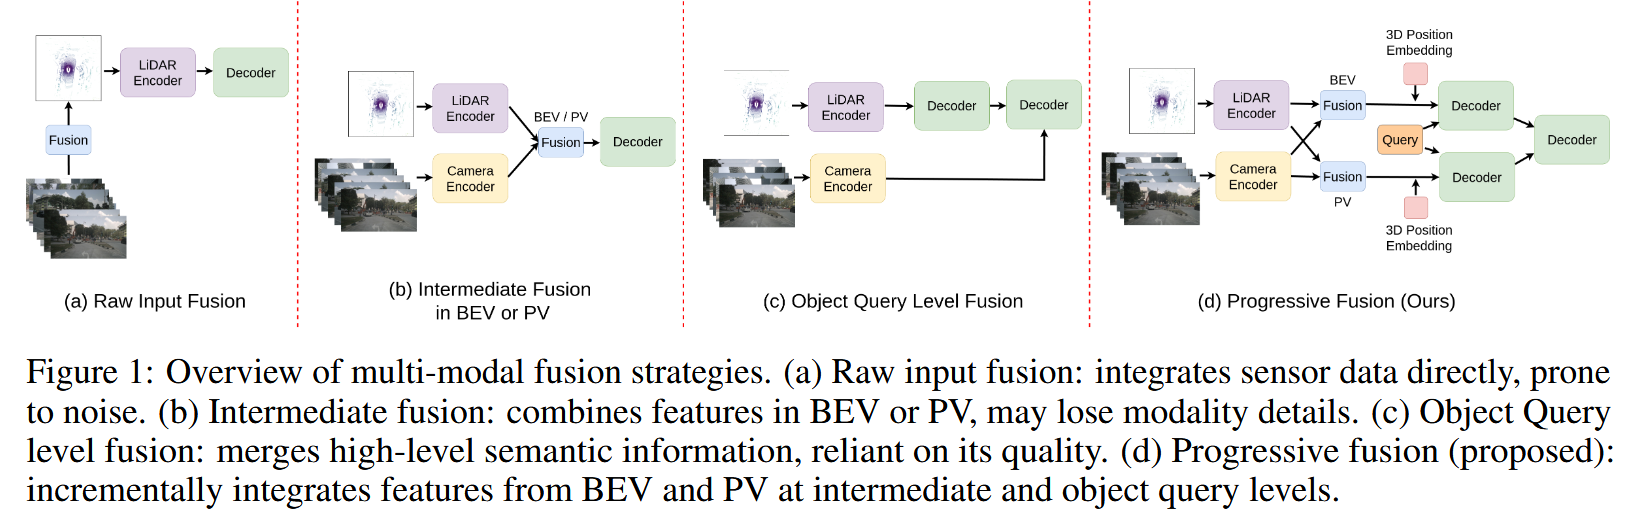 LiDAR
Encoder
Decoder
Fusion
(a) Raw Input Fusion
LiDAR
Encoder
BEV / PV
Fusion
Decoder
Camera
Encoder
(b) Intermediate Fusion
in BEV or PV
LiDAR
Encoder
Decoder
Decoder
Camera
Encoder
(c) Object Query Level Fusion
3D Position
Embedding
BEV
LiDAR
Encoder
Fusion
Decoder
Query
Decoder
Camera
Encoder
Fusion
Decoder
PV
3D Position
Embedding
(d) Progressive Fusion (Ours)
Figure 1: Overview of multi-modal fusion strategies. (a) Raw input fusion: integrates sensor data directly, prone
to noise. (b) Intermediate fusion: combines features in BEV or PV, may lose modality details. (c) Object Query
level fusion: merges high-level semantic information, reliant on its quality. (d) Progressive fusion (proposed):
incrementally integrates features from BEV and PV at intermediate and object query levels.